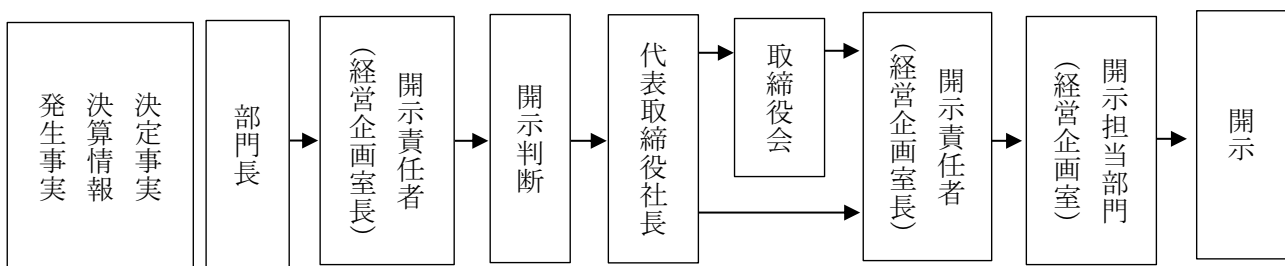 決定事実
決算情報
発生事実
部門長
開示責任者
(経営企画室長)
開示判断
代表取締役社長
取締役会
開示責任者
(経営企画室長)
開示担当部門
(経営企画室)
開示